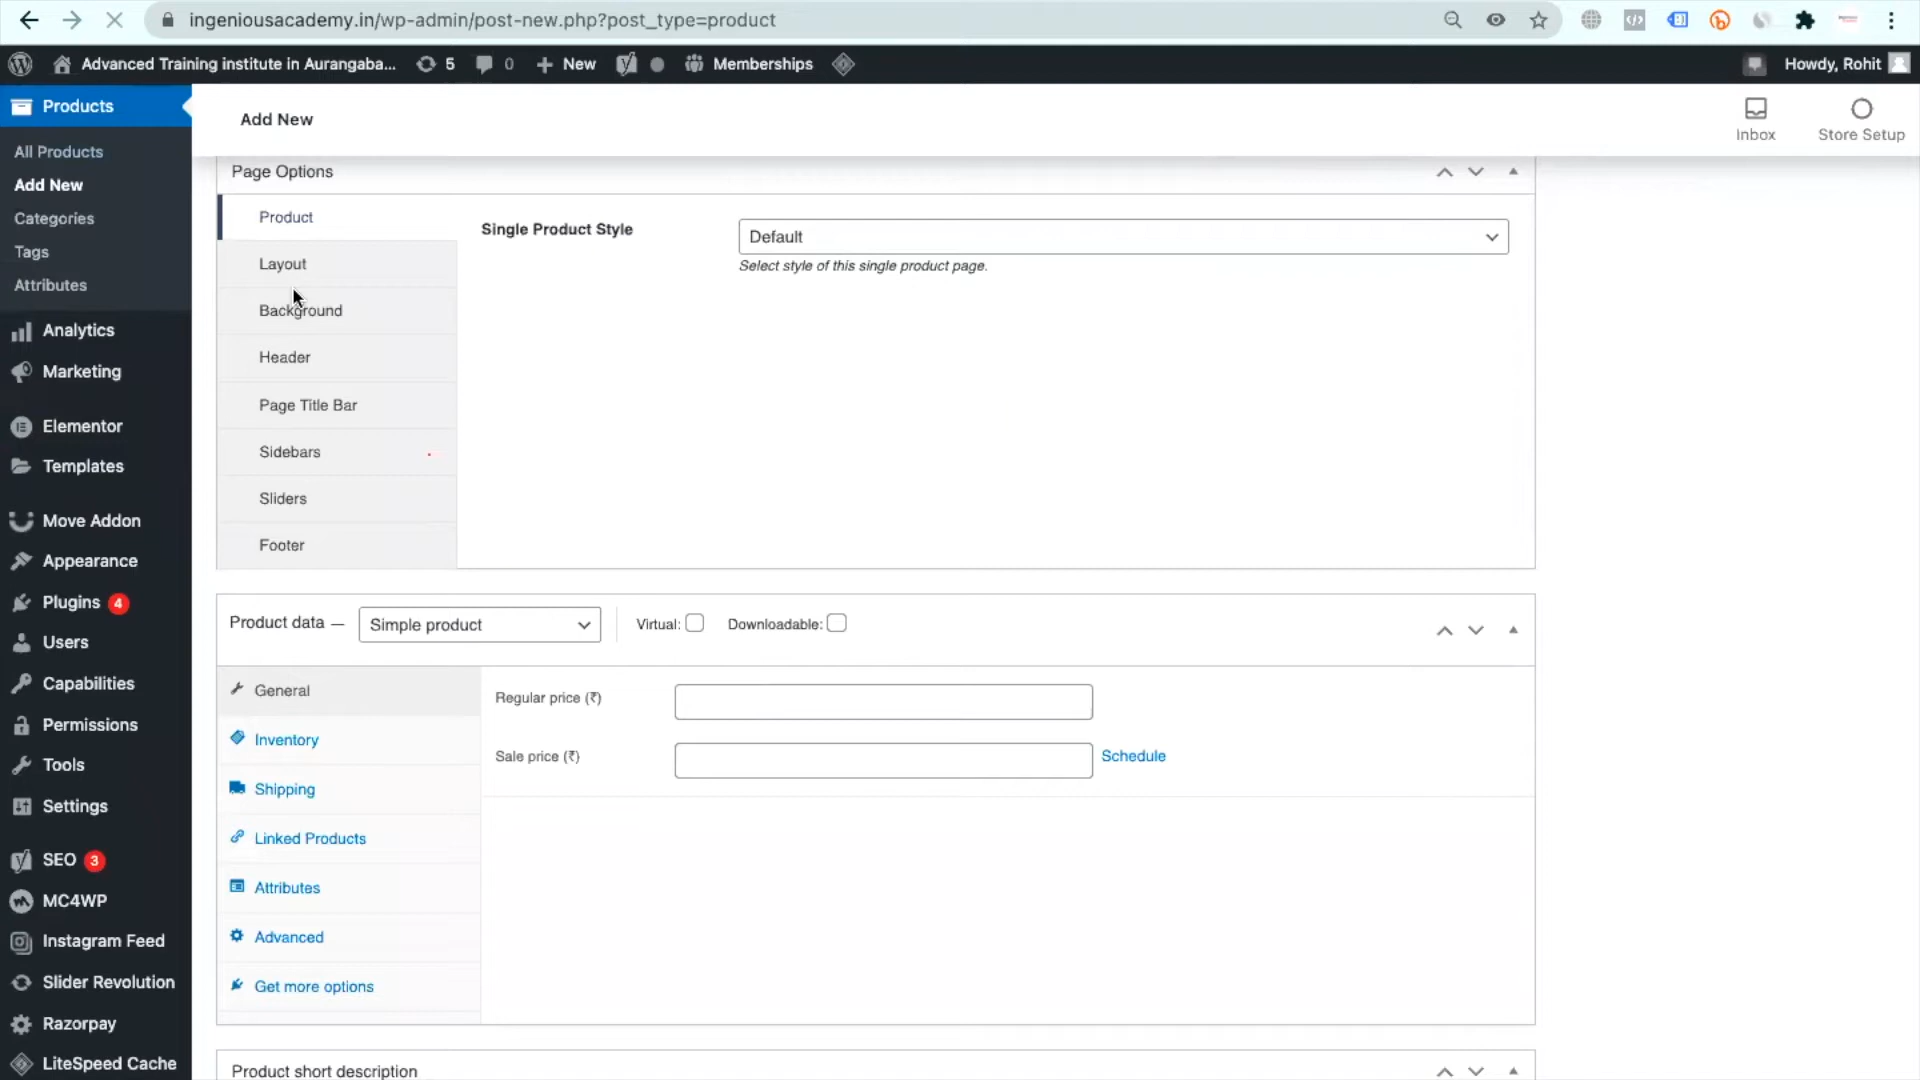 ingeniousacademy.in/wp-admin/post-new.php?post_type=product
Advanced Training institute in Aurangaba... 5 0 New Memberships Howdy, Rohit
Products
All Products
Add New
Categories
Tags
Attributes
Analytics
Marketing
Elementor
Templates
Move Addon
Appearance
Plugins 4
Users
Capabilities
Permissions
Tools
Settings
SEO 3
MC4WP
Instagram Feed
Slider Revolution
Razorpay
LiteSpeed Cache
Add New
Inbox
Store Setup
Page Options
Product
Layout
Background
Header
Page Title Bar
Sidebars
Sliders
Footer
Single Product Style
Default
Select style of this single product page.
Product data — Simple product Virtual: Downloadable:
General
Inventory
Shipping
Linked Products
Attributes
Advanced
Get more options
Regular price (₹)
Sale price (₹) Schedule
Product short description